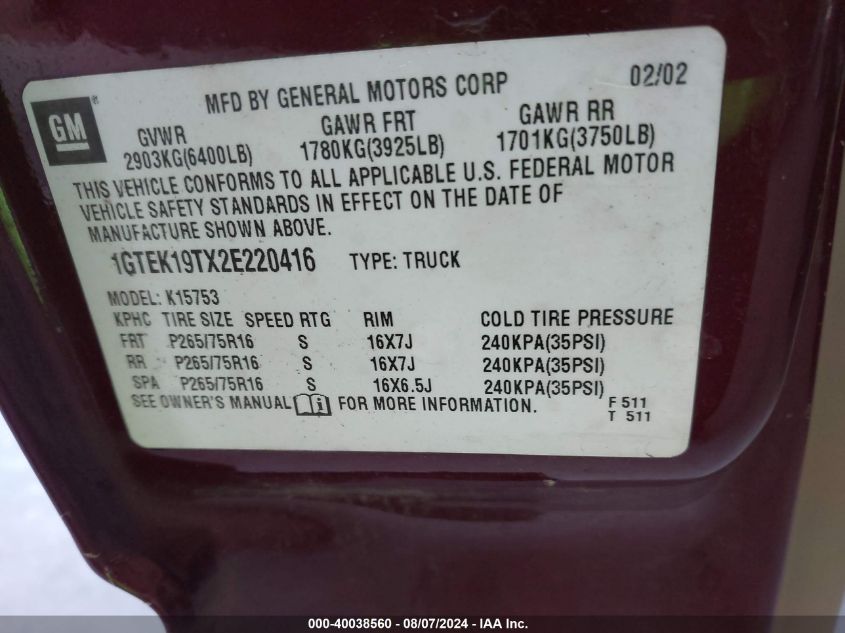 02/02
MFD BY GENERAL MOTORS CORP
GM®
GVWR GAWR FRT GAWR RR
2903KG(6400LB) 1780KG(3925LB) 1701KG(3750LB)
THIS VEHICLE CONFORMS TO ALL APPLICABLE U.S. FEDERAL MOTOR
VEHICLE SAFETY STANDARDS IN EFFECT ON THE DATE OF
MANUFACTURE SHOWN ABOVE.
1GTEK19TX2E220416 TYPE: TRUCK
MODEL: K15753
KPHC TIRE SIZE SPEED RTG RIM COLD TIRE PRESSURE
FRT P265/75R16 S 16X7J 240KPA(35PSI)
RR P265/75R16 S 16X7J 240KPA(35PSI)
SPA P265/75R16 S 16X6.5J 240KPA(35PSI)
SEE OWNER'S MANUAL i FOR MORE INFORMATION. F 511
T 511
000-40038560 — 08/07/2024 — IAA Inc.